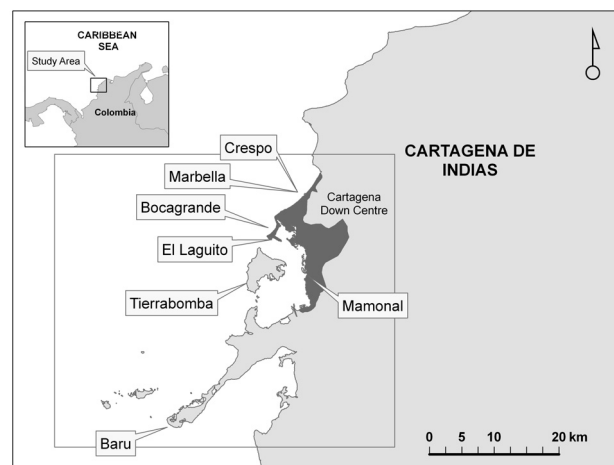 CARIBBEAN
SEA
Study Area
Colombia
Crespo
Marbella
Bocagrande
El Laguito
Tierrabomba
Baru
CARTAGENA DE
INDIAS
Cartagena
Down Centre
Mamonal
0 5 10 20 km